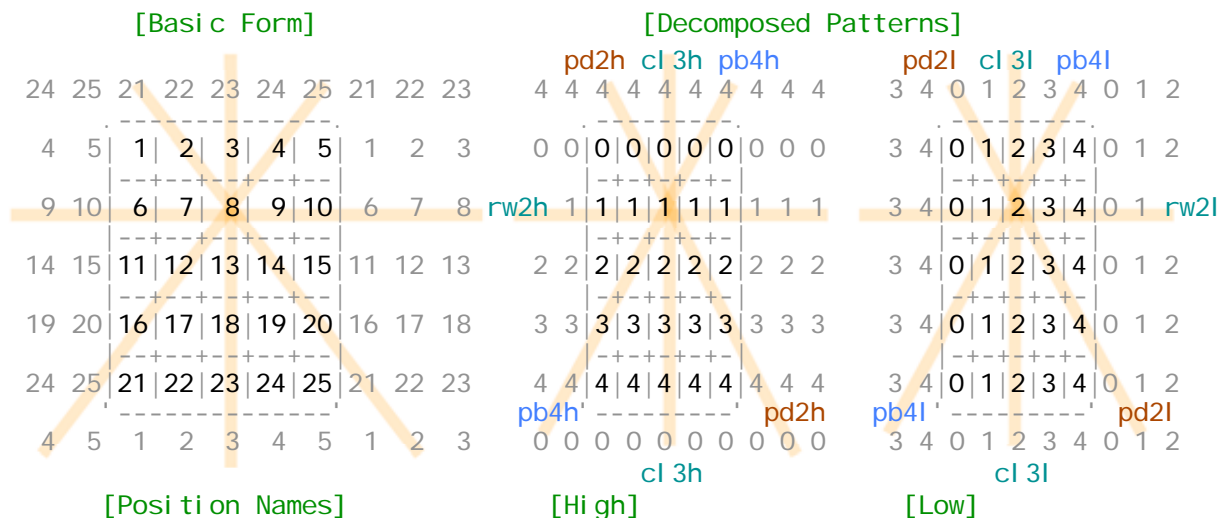 [Basic Form] [Decomposed Patterns]
pd2h cl3h pb4h pd2l cl3l pb4l
24 25 21 22 23 24 25 21 22 23 4 4 4 4 4 4 4 4 4 4 3 4 0 1 2 3 4 0 1 2
.--------------. .---------. .---------.
4 5| 1| 2| 3| 4| 5| 1 2 3 0 0|0|0|0|0|0|0 0 0 3 4|0|1|2|3|4|0 1 2
|--+--+--+--+--| |-+-+-+-+-| |-+-+-+-+-|
9 10| 6| 7| 8| 9|10| 6 7 8 rw2h 1|1|1|1|1|1|1 1 1 3 4|0|1|2|3|4|0 1 rw2l
|--+--+--+--+--| |-+-+-+-+-| |-+-+-+-+-|
14 15|11|12|13|14|15|11 12 13 2 2|2|2|2|2|2|2 2 2 3 4|0|1|2|3|4|0 1 2
|--+--+--+--+--| |-+-+-+-+-| |-+-+-+-+-|
19 20|16|17|18|19|20|16 17 18 3 3|3|3|3|3|3|3 3 3 3 4|0|1|2|3|4|0 1 2
|--+--+--+--+--| |-+-+-+-+-| |-+-+-+-+-|
24 25|21|22|23|24|25|21 22 23 4 4|4|4|4|4|4|4 4 4 3 4|0|1|2|3|4|0 1 2
'--------------' '---------' '---------'
pb4h pd2h pb4l pd2l
4 5 1 2 3 4 5 1 2 3 0 0 0 0 0 0 0 0 0 0 3 4 0 1 2 3 4 0 1 2
cl3h cl3l
[Position Names] [High] [Low]